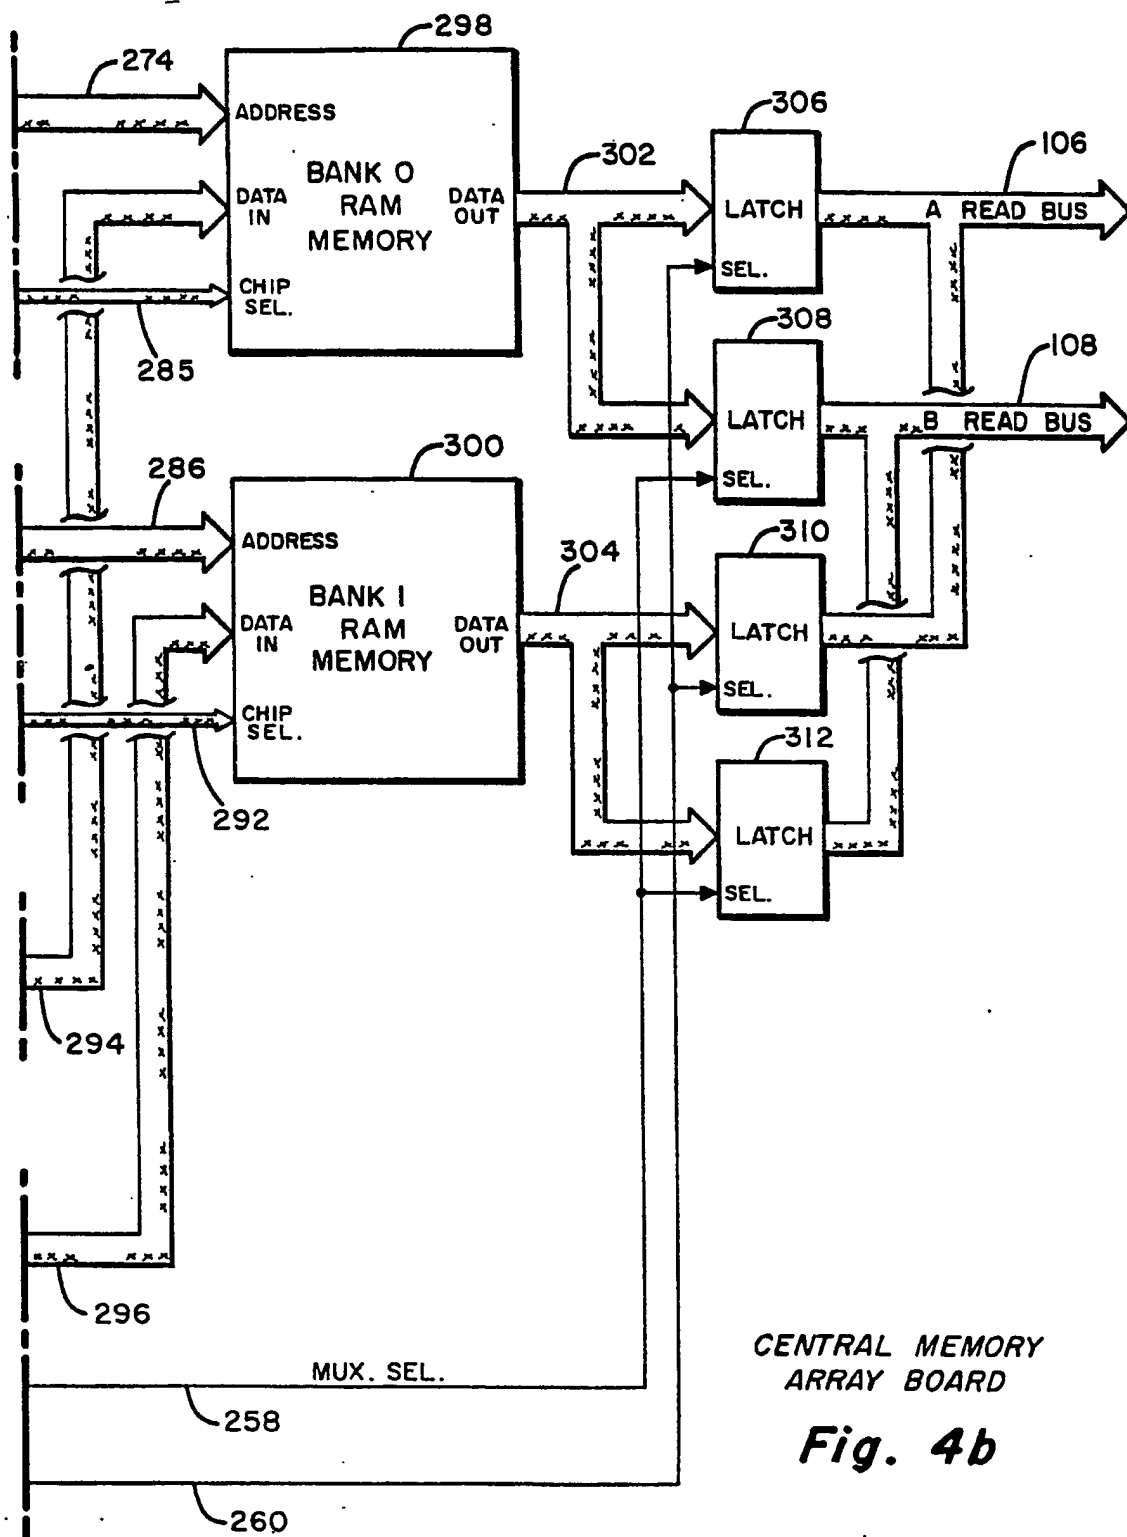 298
274
ADDRESS
BANK 0
RAM
MEMORY
DATA
IN
DATA
OUT
CHIP
SEL.
285
302
306
LATCH
SEL.
106
A READ BUS
308
LATCH
SEL.
108
B READ BUS
300
286
ADDRESS
BANK 1
RAM
MEMORY
DATA
IN
DATA
OUT
CHIP
SEL.
292
304
310
LATCH
SEL.
312
LATCH
SEL.
294
296
MUX. SEL.
258
260
CENTRAL MEMORY
ARRAY BOARD
Fig. 4b